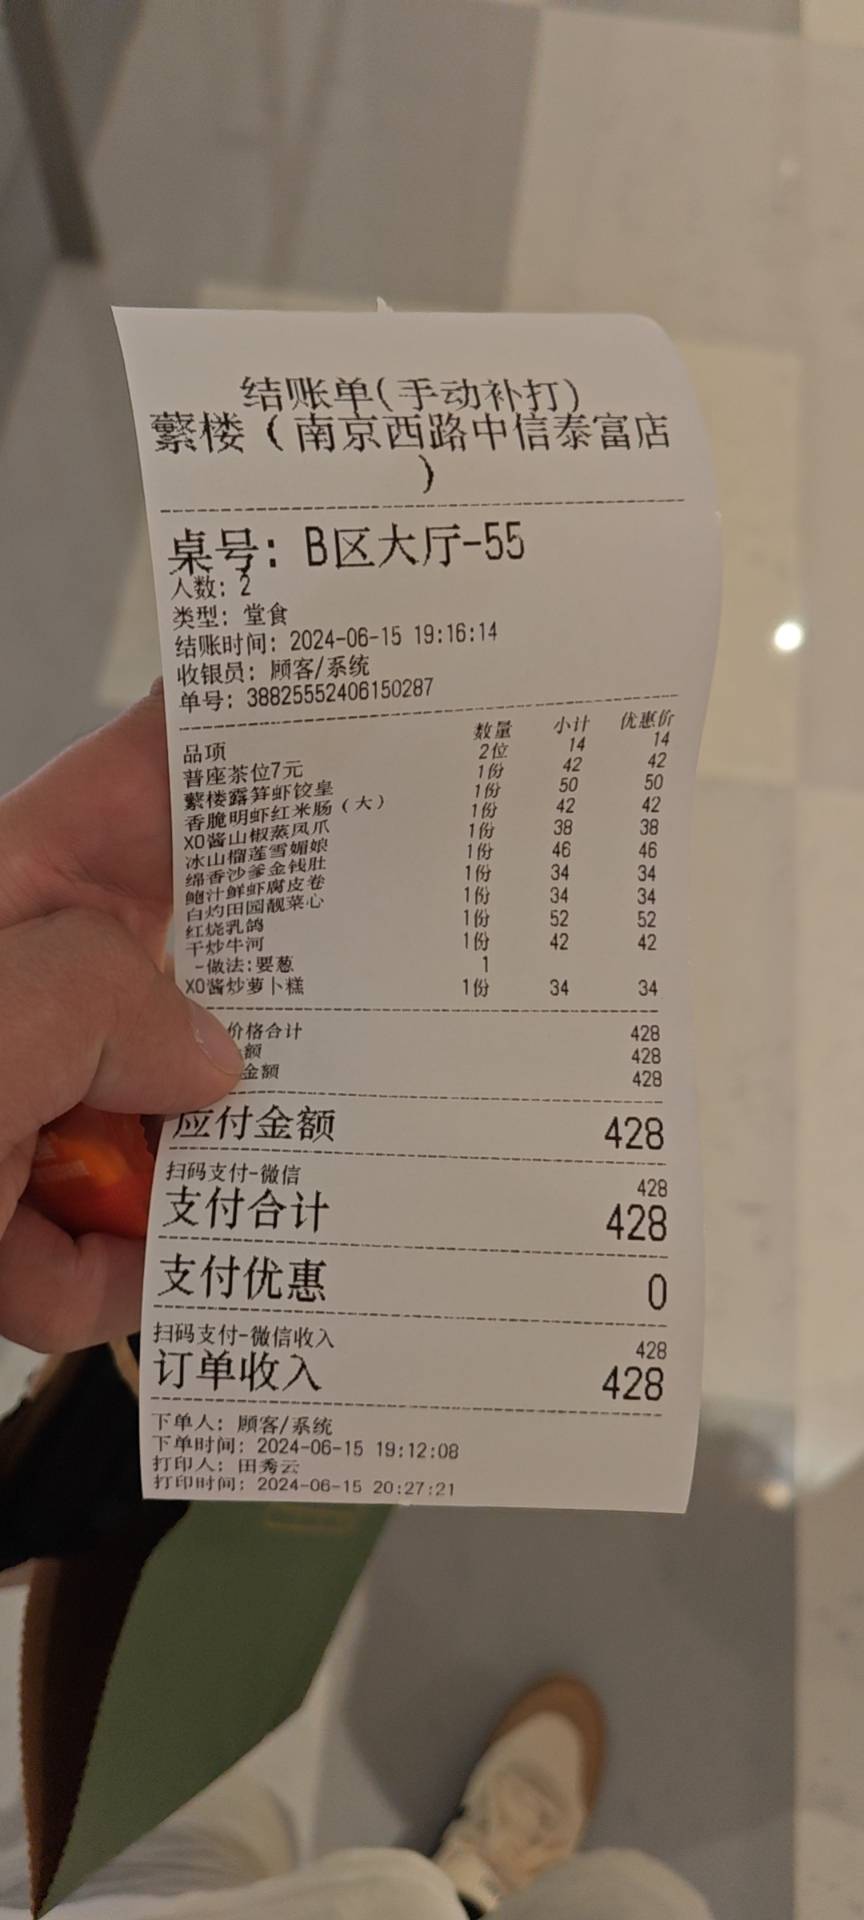 结账单(手动补打)
蘩楼（南京西路中信泰富店
）
桌号: B区大厅-55
人数: 2
类型: 堂食
结账时间: 2024-06-15 19:16:14
收银员: 顾客/系统
单号: 38825552406150287
品项 数量 小计 优惠价
普座茶位7元 2位 14 14
蘩楼露笋虾饺皇 1份 42 42
香脆明虾红米肠（大） 1份 50 50
XO酱山椒蒸凤爪 1份 42 42
冰山榴莲雪媚娘 1份 38 38
绵香沙爹金钱肚 1份 46 46
鲍汁鲜虾腐皮卷 1份 34 34
白灼田园靓菜心 1份 34 34
红烧乳鸽 1份 52 52
干炒牛河 1份 42 42
-做法:要葱 1
XO酱炒萝卜糕 1份 34 34
价格合计 428
额 428
金额 428
应付金额 428
扫码支付-微信 428
支付合计 428
支付优惠 0
扫码支付-微信收入 428
订单收入 428
下单人: 顾客/系统
下单时间: 2024-06-15 19:12:08
打印人: 田秀云
打印时间: 2024-06-15 20:27:21